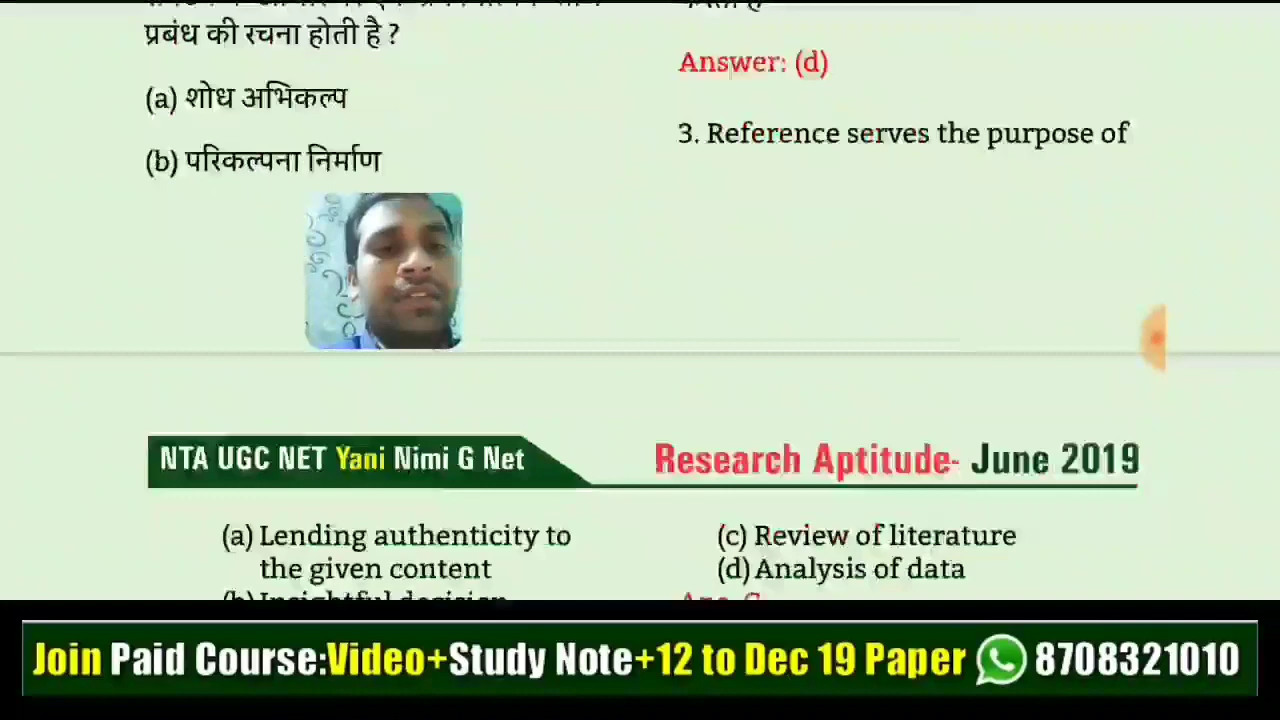 प्रबंध की रचना होती है ?
(a) शोध अभिकल्प
(b) परिकल्पना निर्माण
Answer: (d)
3. Reference serves the purpose of
NTA UGC NET Yani Nimi G Net
Research Aptitude- June 2019
(a) Lending authenticity to
the given content
(b) Insightful decision
(c) Review of literature
(d) Analysis of data
Join Paid Course:Video+Study Note+12 to Dec 19 Paper 8708321010